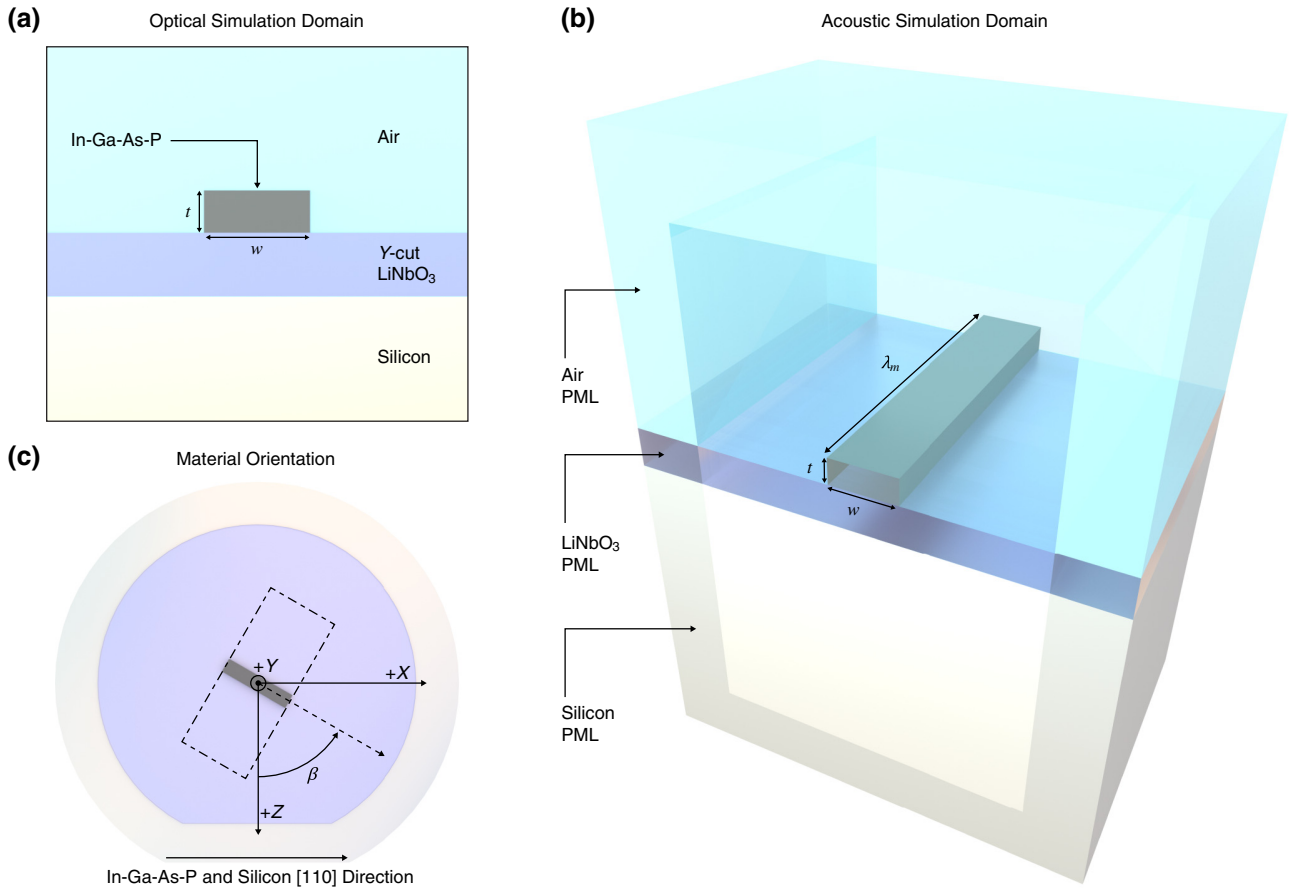 (a)
Optical Simulation Domain
In-Ga-As-P
Air
t
w
Y-cut
LiNbO3
Silicon
(b)
Acoustic Simulation Domain
Air
PML
λm
t
w
LiNbO3
PML
Silicon
PML
(c)
Material Orientation
+Y
+X
β
+Z
In-Ga-As-P and Silicon [110] Direction